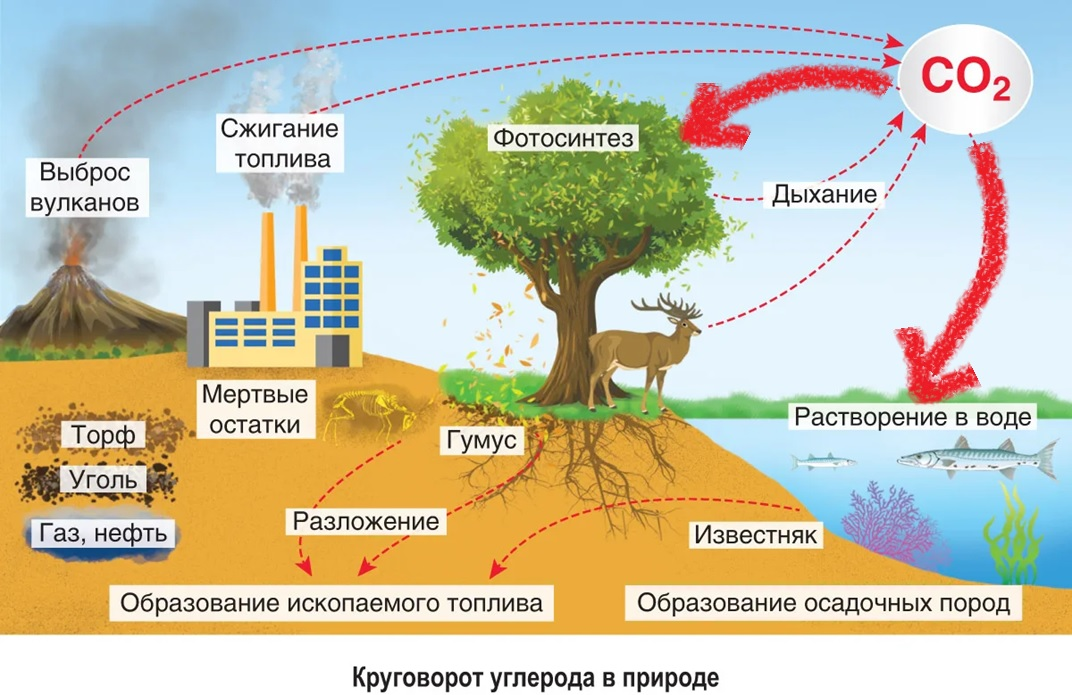 CO₂
Сжигание
топлива
Фотосинтез
Выброс
вулканов
Дыхание
Мертвые
остатки
Растворение в воде
Торф
Гумус
Уголь
Разложение
Газ, нефть
Известняк
Образование ископаемого топлива
Образование осадочных пород
Круговорот углерода в природе